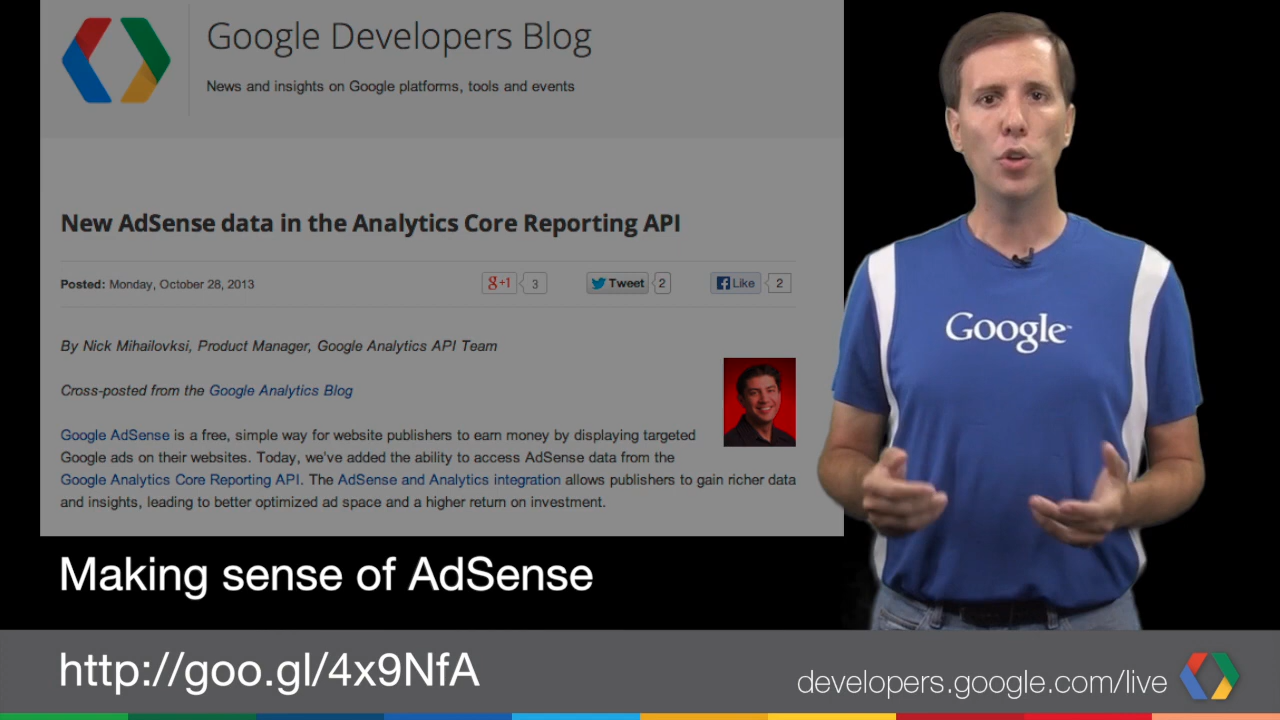 Google Developers Blog
News and insights on Google platforms, tools and events
New AdSense data in the Analytics Core Reporting API
Posted: Monday, October 28, 2013
g+1 3 Tweet 2 Like 2
By Nick Mihailovksi, Product Manager, Google Analytics API Team
Cross-posted from the Google Analytics Blog
Google AdSense is a free, simple way for website publishers to earn money by displaying targeted
Google ads on their websites. Today, we've added the ability to access AdSense data from the
Google Analytics Core Reporting API. The AdSense and Analytics integration allows publishers to gain richer data
and insights, leading to better optimized ad space and a higher return on investment.
Google
Making sense of AdSense
http://goo.gl/4x9NfA
developers.google.com/live